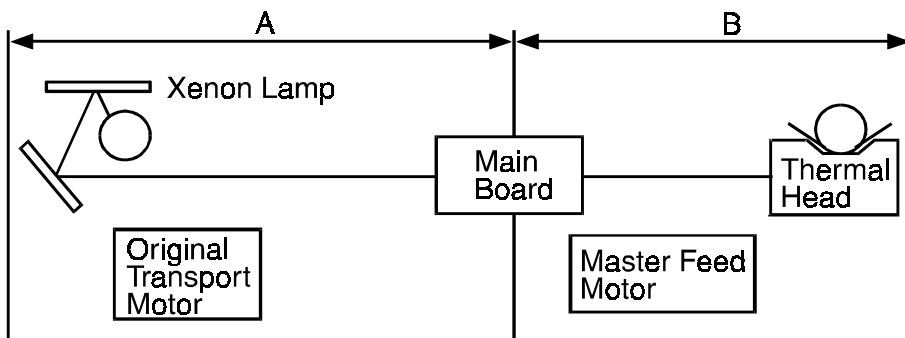 A
B
Xenon Lamp
Main
Board
Thermal
Head
Original
Transport
Motor
Master Feed
Motor